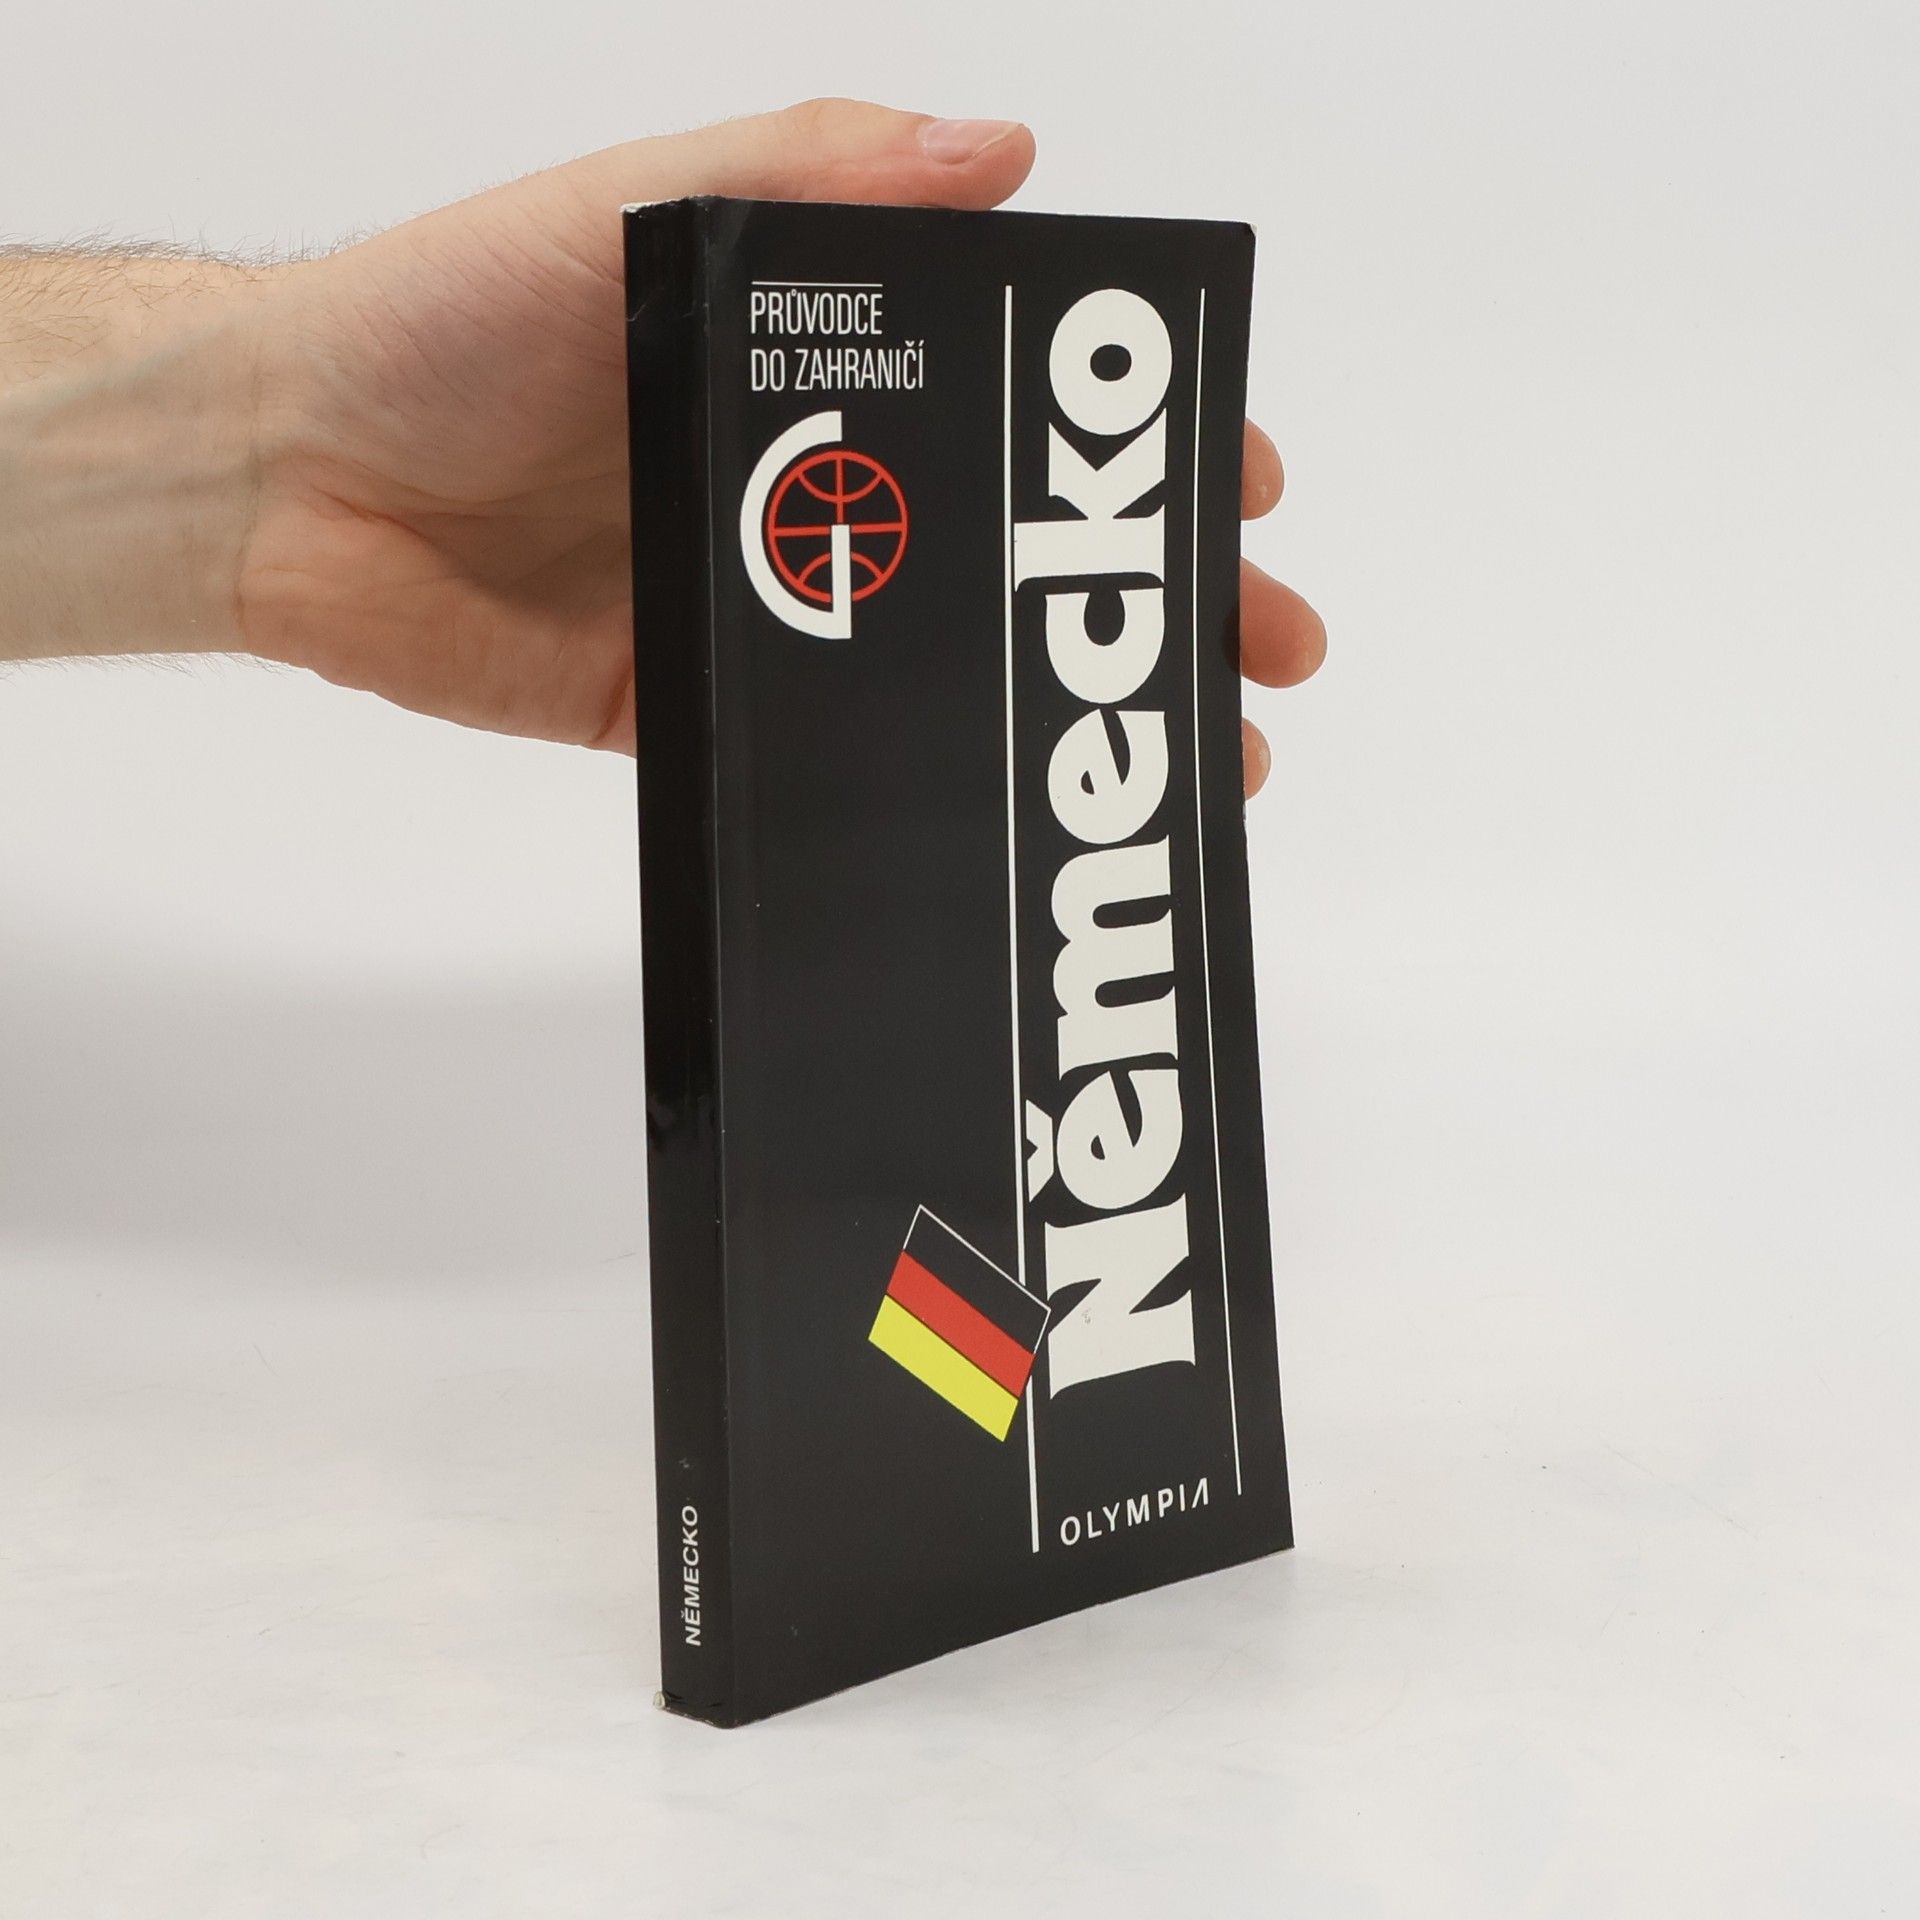 PRŮVODCE
DO ZAHRANIČÍ
Německo
OLYMPIA
NĚMECKO